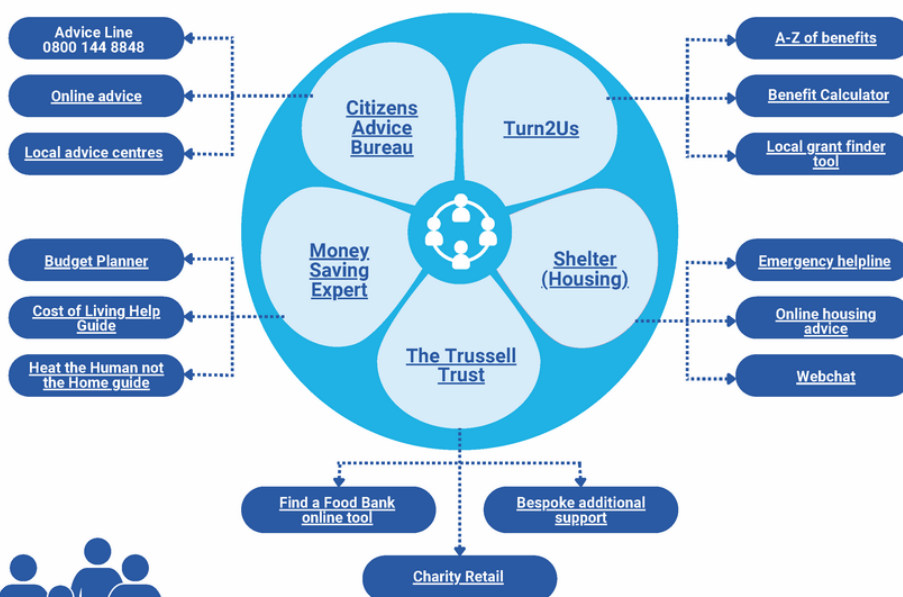 Advice Line
0800 144 8848
Online advice
Local advice centres
Citizens
Advice
Bureau
Turn2Us
A-Z of benefits
Benefit Calculator
Local grant finder
tool
Budget Planner
Cost of Living Help
Guide
Heat the Human not
the Home guide
Money
Saving
Expert
Shelter
(Housing)
Emergency helpline
Online housing
advice
Webchat
The Trussell
Trust
Find a Food Bank
online tool
Bespoke additional
support
Charity Retail